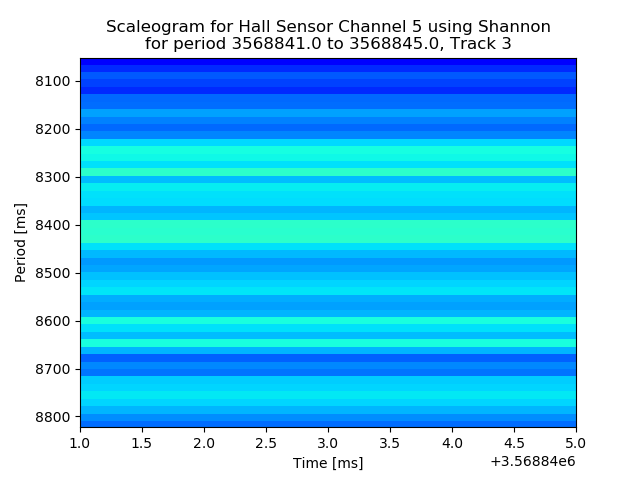 Scaleogram for Hall Sensor Channel 5 using Shannon
for period 3568841.0 to 3568845.0, Track 3
Period [ms]
8100
8200
8300
8400
8500
8600
8700
8800
1.0 1.5 2.0 2.5 3.0 3.5 4.0 4.5 5.0
Time [ms]
+3.56884e6